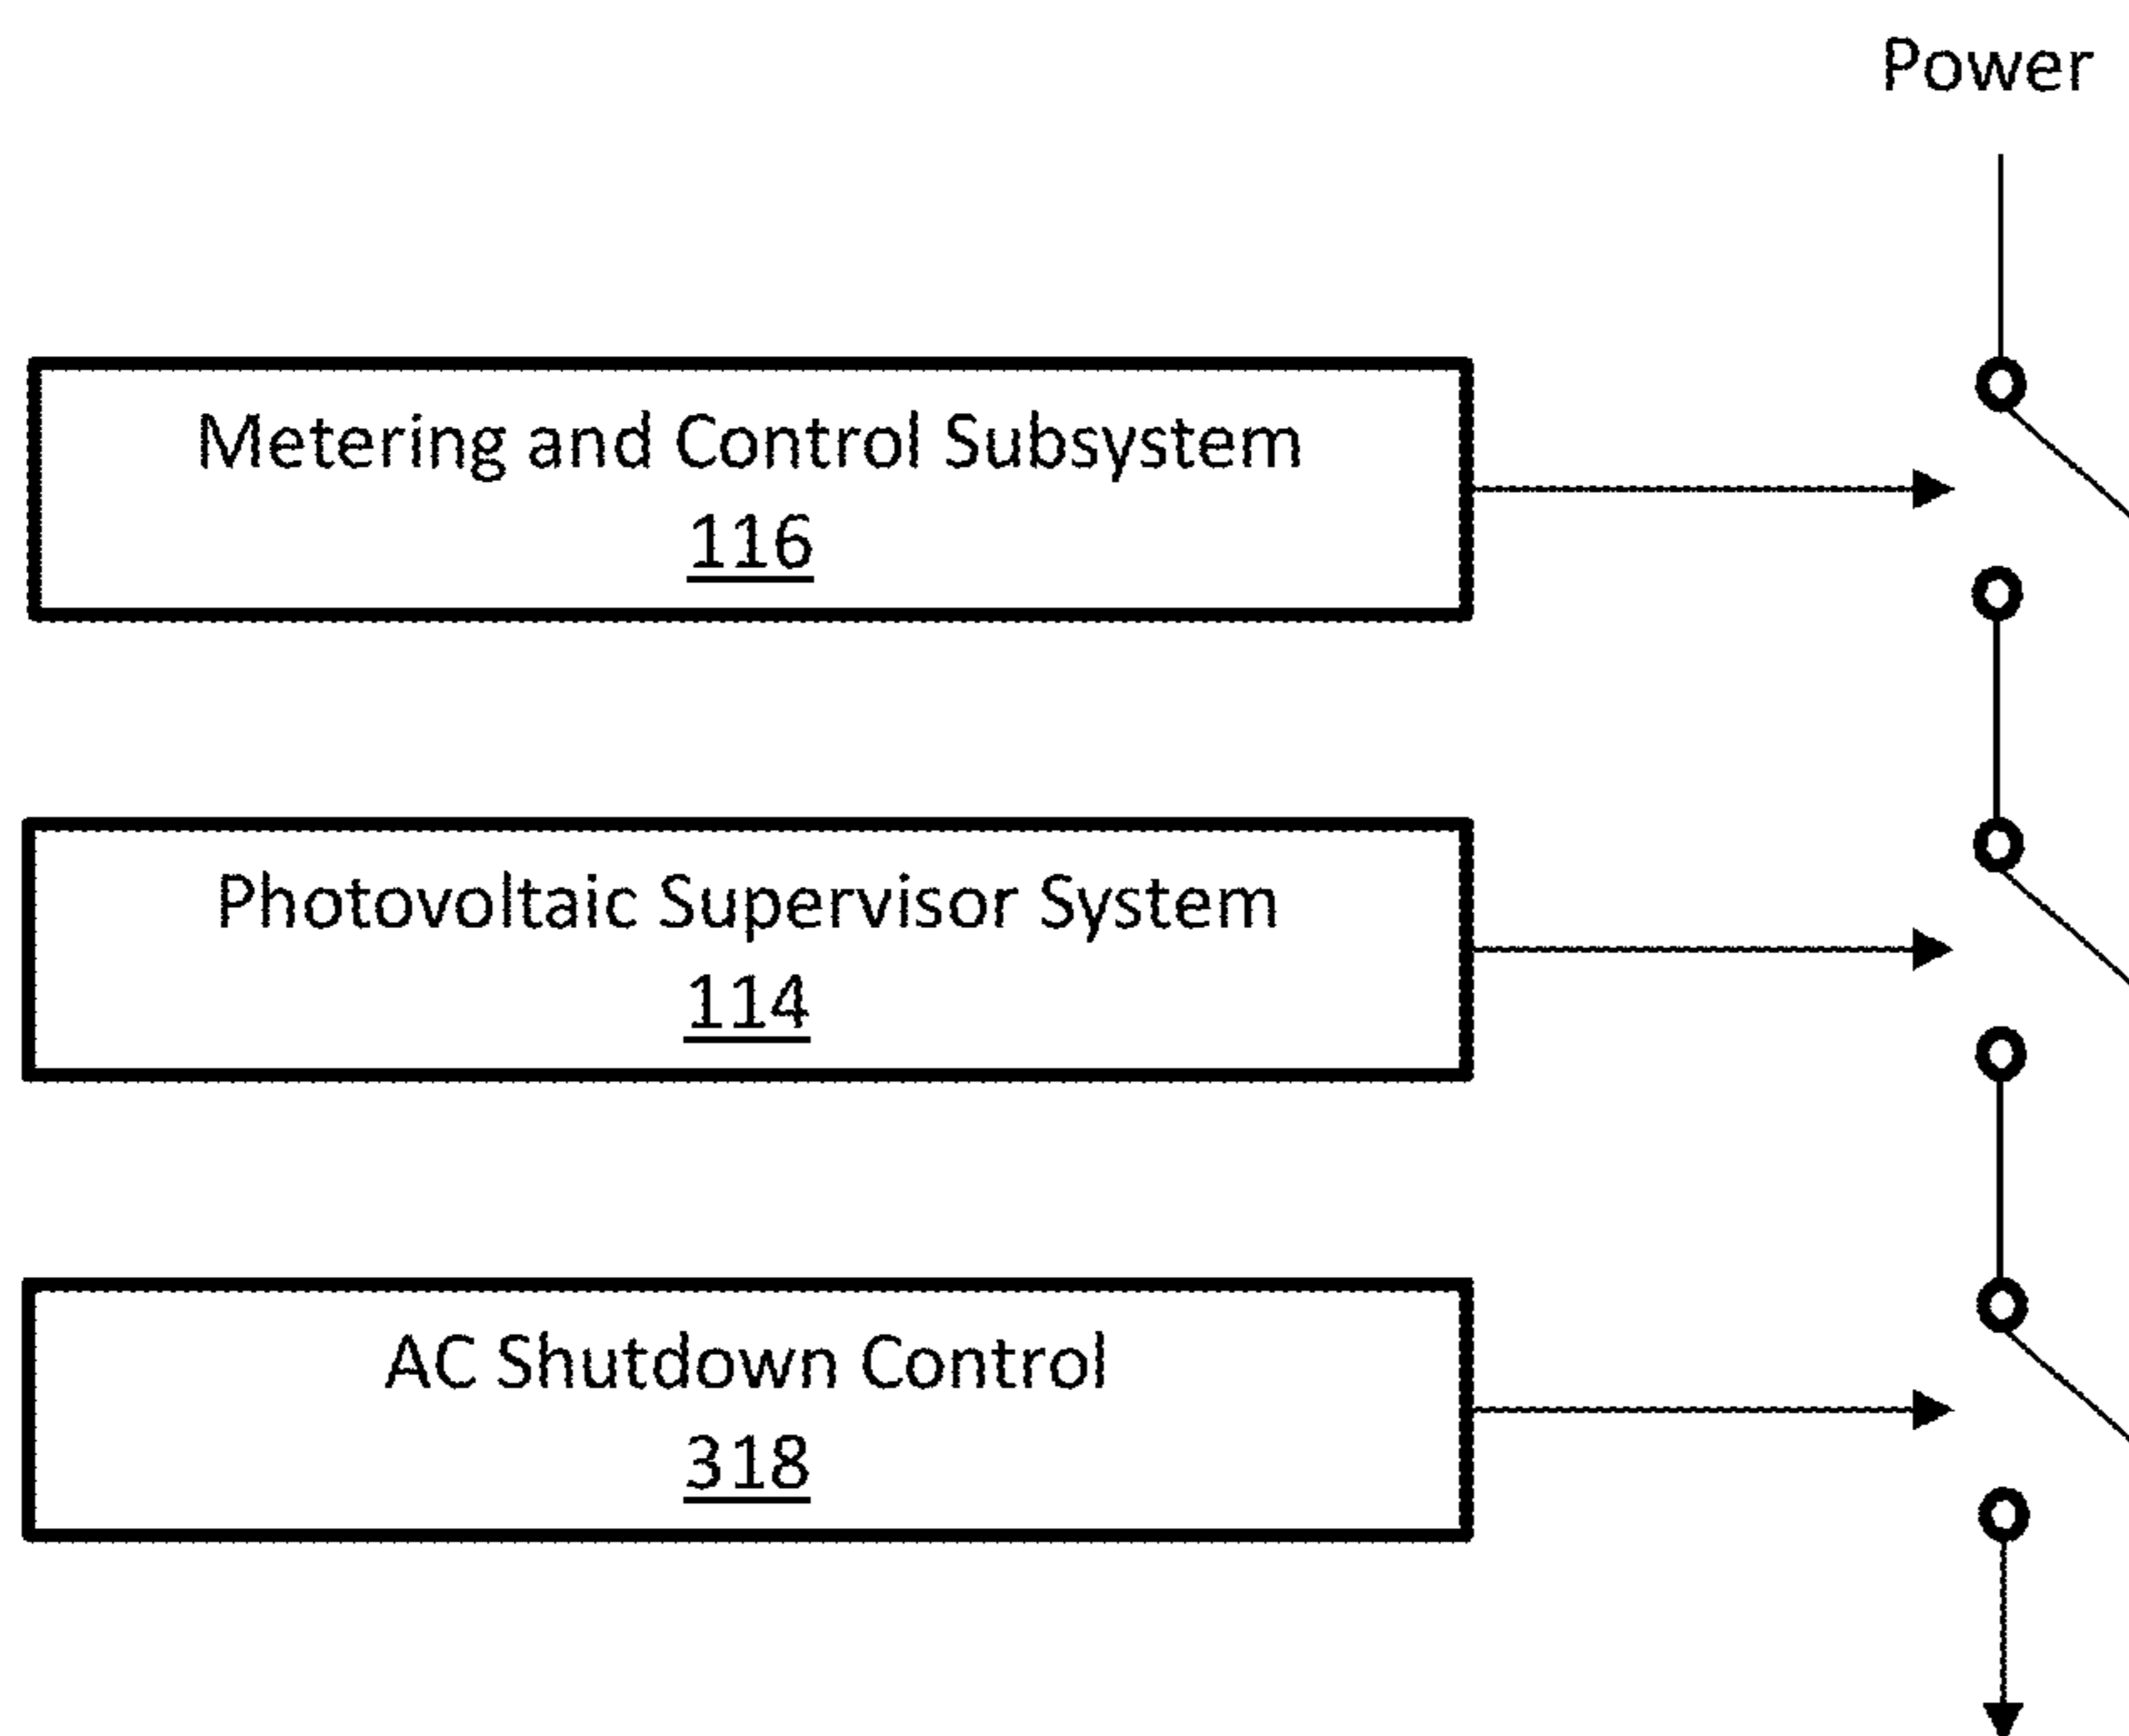 Power
Metering and Control Subsystem
116
Photovoltaic Supervisor System
114
AC Shutdown Control
318